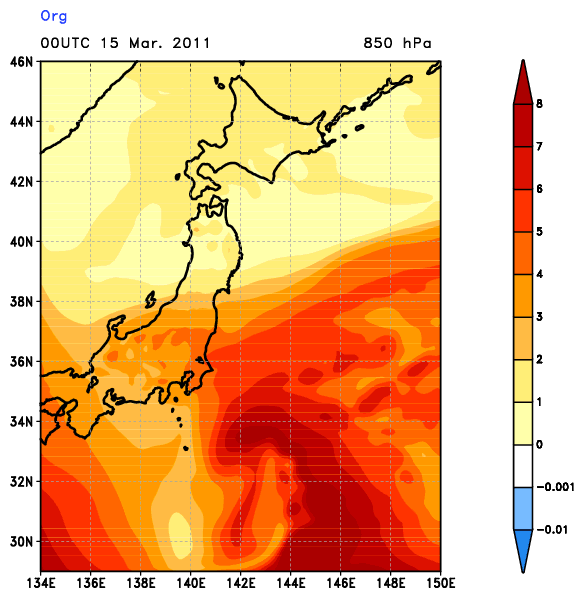 Org
00UTC 15 Mar. 2011 850 hPa
46N
44N
42N
40N
38N
36N
34N
32N
30N
134E 136E 138E 140E 142E 144E 146E 148E 150E
8
7
6
5
4
3
2
1
0
-0.001
-0.01